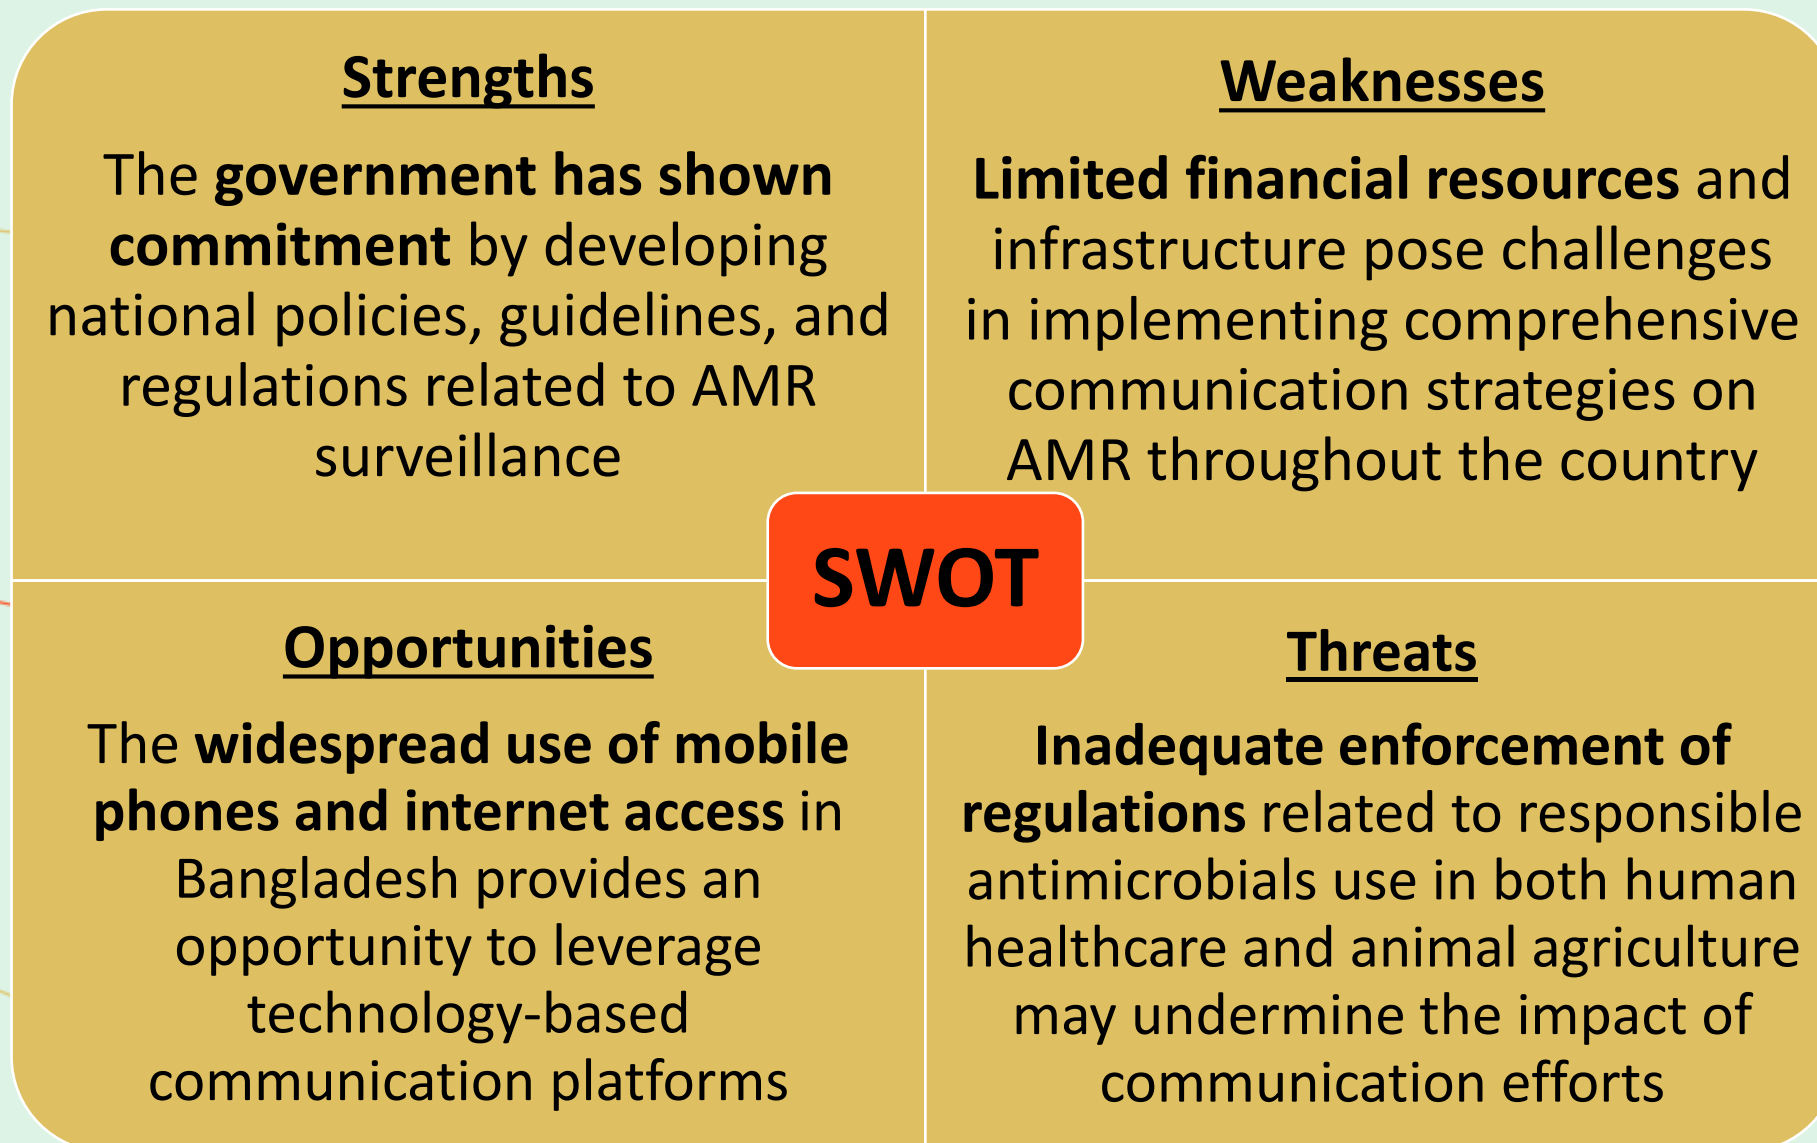 Strengths
The government has shown
commitment by developing
national policies, guidelines, and
regulations related to AMR
surveillance
Weaknesses
Limited financial resources and
infrastructure pose challenges
in implementing comprehensive
communication strategies on
AMR throughout the country
SWOT
Opportunities
The widespread use of mobile
phones and internet access in
Bangladesh provides an
opportunity to leverage
technology-based
communication platforms
Threats
Inadequate enforcement of
regulations related to responsible
antimicrobials use in both human
healthcare and animal agriculture
may undermine the impact of
communication efforts